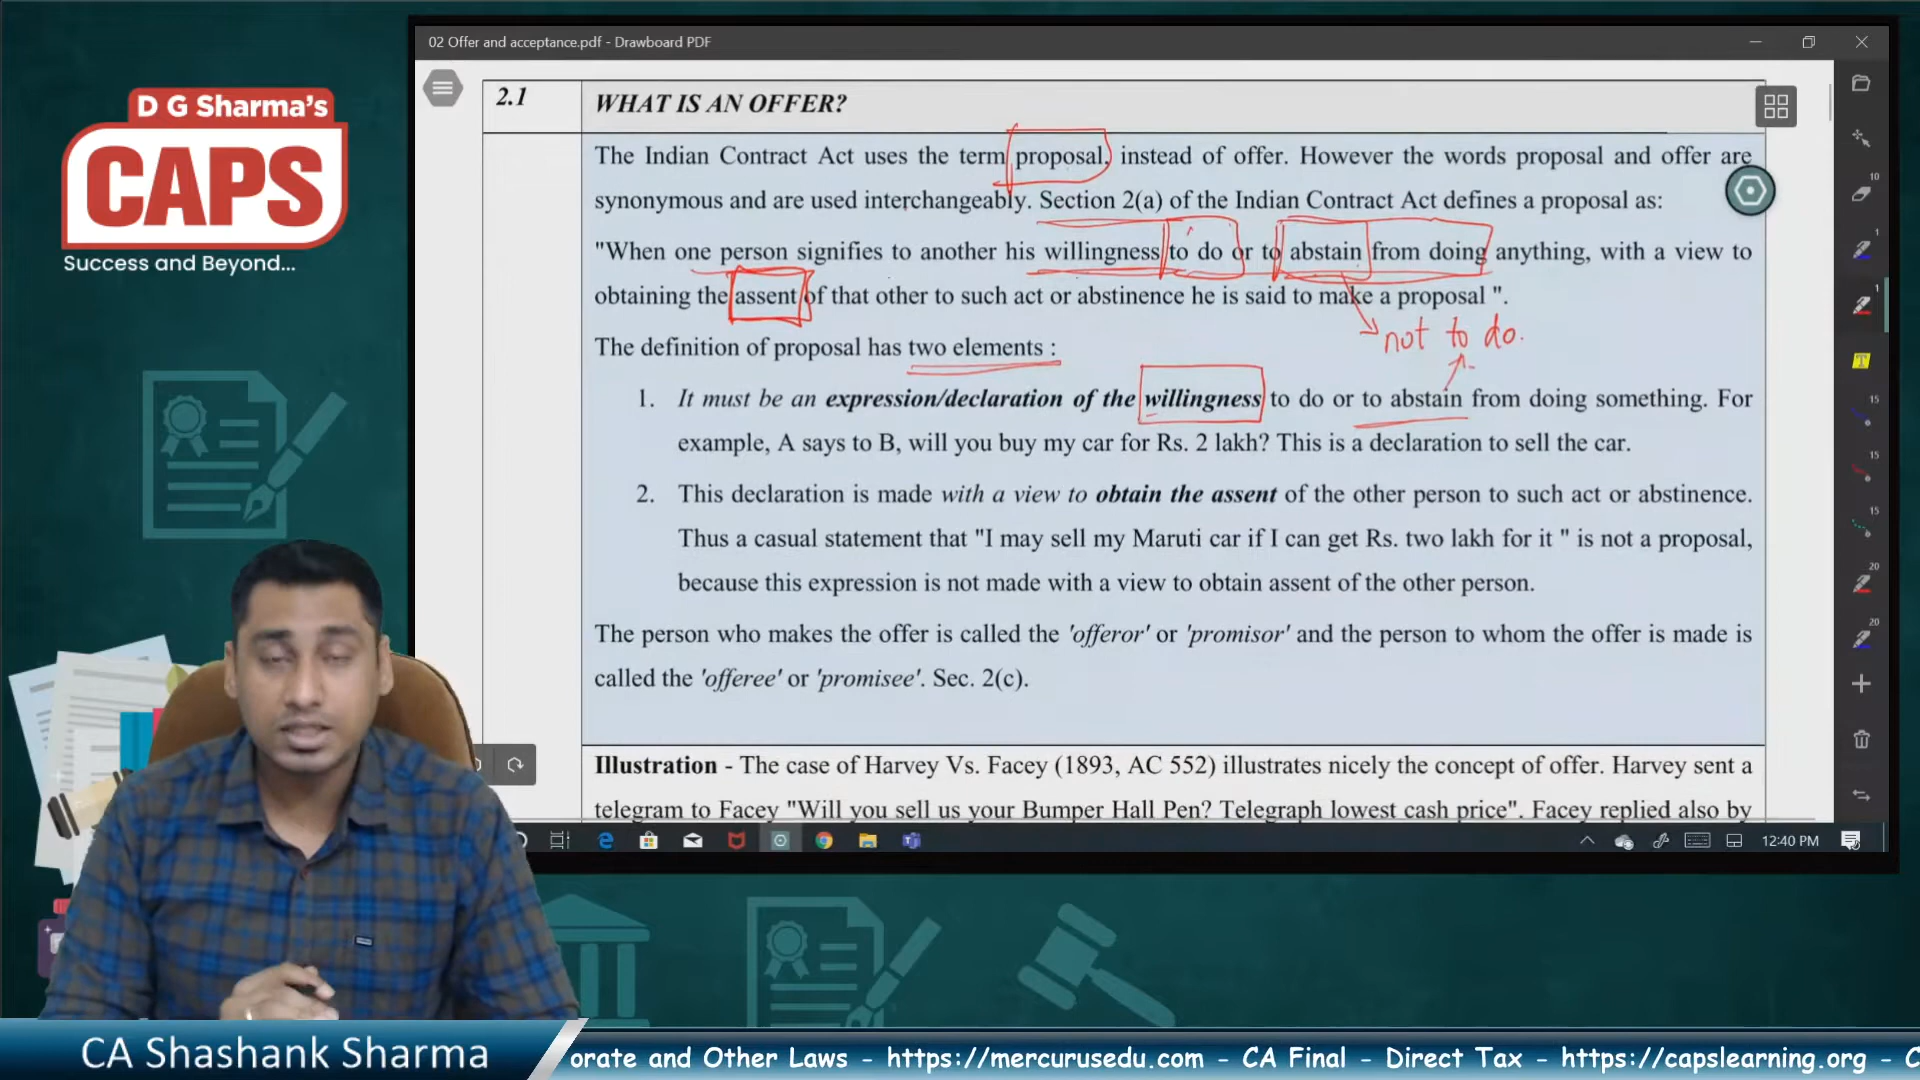 D G Sharma's
CAPS
Success and Beyond...
02 Offer and acceptance.pdf - Drawboard PDF
2.1
WHAT IS AN OFFER?
The Indian Contract Act uses the term proposal, instead of offer. However the words proposal and offer are
synonymous and are used interchangeably. Section 2(a) of the Indian Contract Act defines a proposal as:
"When one person signifies to another his willingness to do or to abstain from doing anything, with a view to
obtaining the assent of that other to such act or abstinence he is said to make a proposal ".
not to do.
The definition of proposal has two elements :
1. It must be an expression/declaration of the willingness to do or to abstain from doing something. For
example, A says to B, will you buy my car for Rs. 2 lakh? This is a declaration to sell the car.
2. This declaration is made with a view to obtain the assent of the other person to such act or abstinence.
Thus a casual statement that "I may sell my Maruti car if I can get Rs. two lakh for it " is not a proposal,
because this expression is not made with a view to obtain assent of the other person.
The person who makes the offer is called the 'offeror' or 'promisor' and the person to whom the offer is made is
called the 'offeree' or 'promisee'. Sec. 2(c).
Illustration - The case of Harvey Vs. Facey (1893, AC 552) illustrates nicely the concept of offer. Harvey sent a
telegram to Facey "Will you sell us your Bumper Hall Pen? Telegraph lowest cash price". Facey replied also by
10
1
1
15
15
15
20
20
12:40 PM
CA Shashank Sharma
orate and Other Laws - https://mercurusedu.com - CA Final - Direct Tax - https://capslearning.org - C